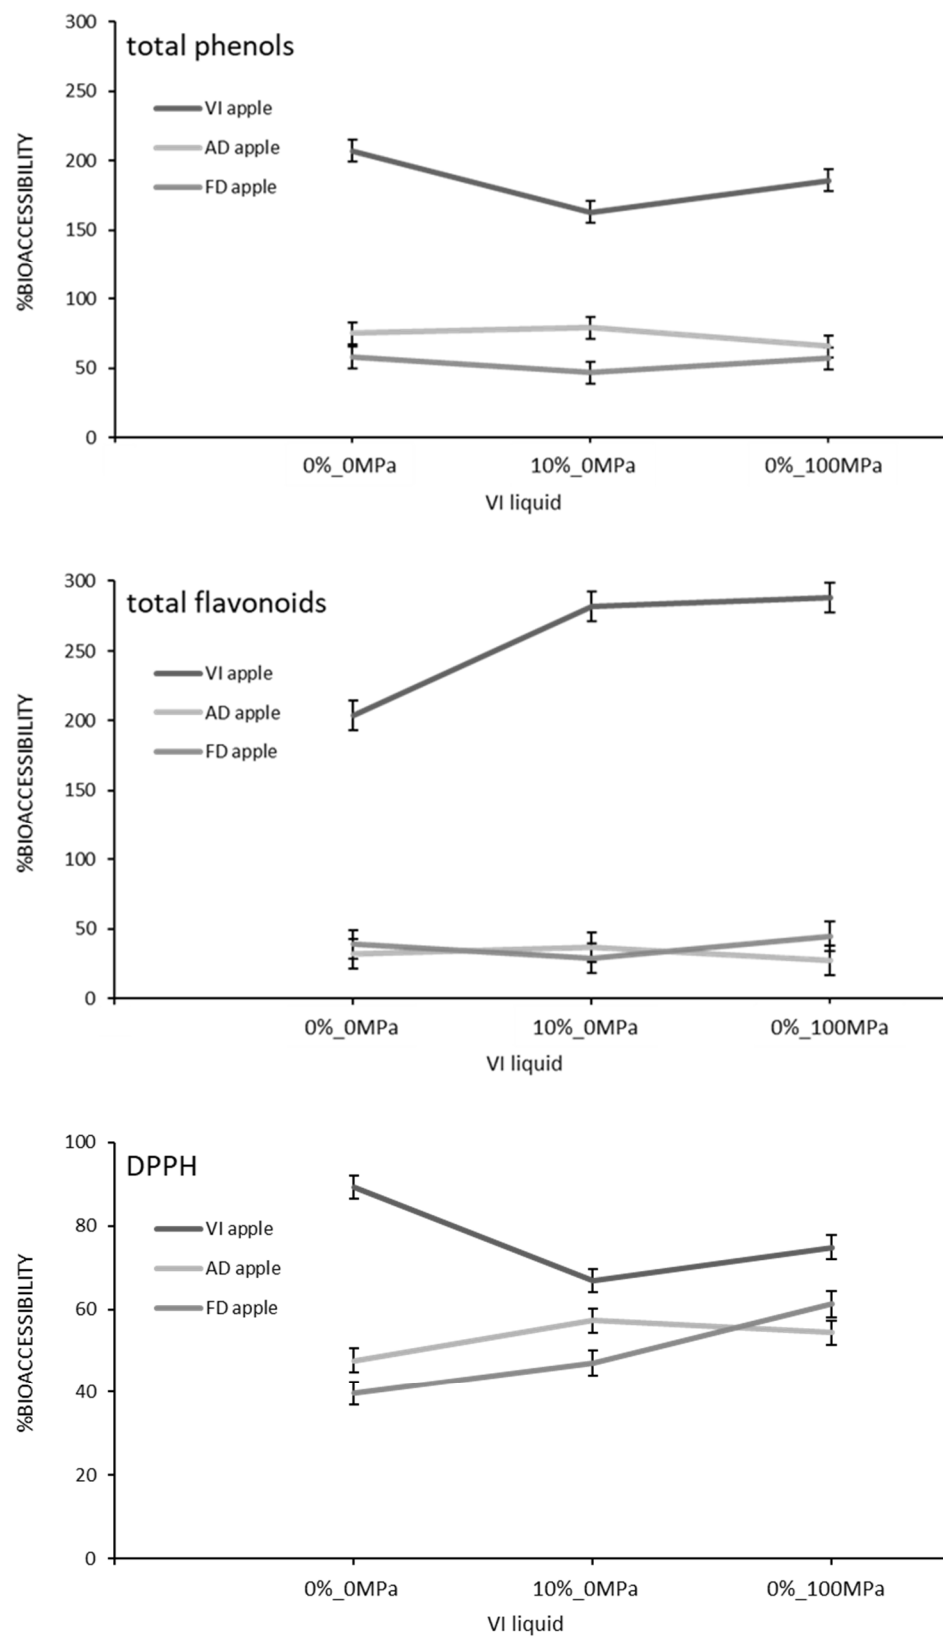 total phenols
VI apple
AD apple
FD apple
%BIOACCESSIBILITY
300
250
200
150
100
50
0
0%_0MPa 10%_0MPa 0%_100MPa
VI liquid
total flavonoids
VI apple
AD apple
FD apple
%BIOACCESSIBILITY
300
250
200
150
100
50
0
0%_0MPa 10%_0MPa 0%_100MPa
VI liquid
DPPH
VI apple
AD apple
FD apple
%BIOACCESSIBILITY
100
80
60
40
20
0
0%_0MPa 10%_0MPa 0%_100MPa
VI liquid